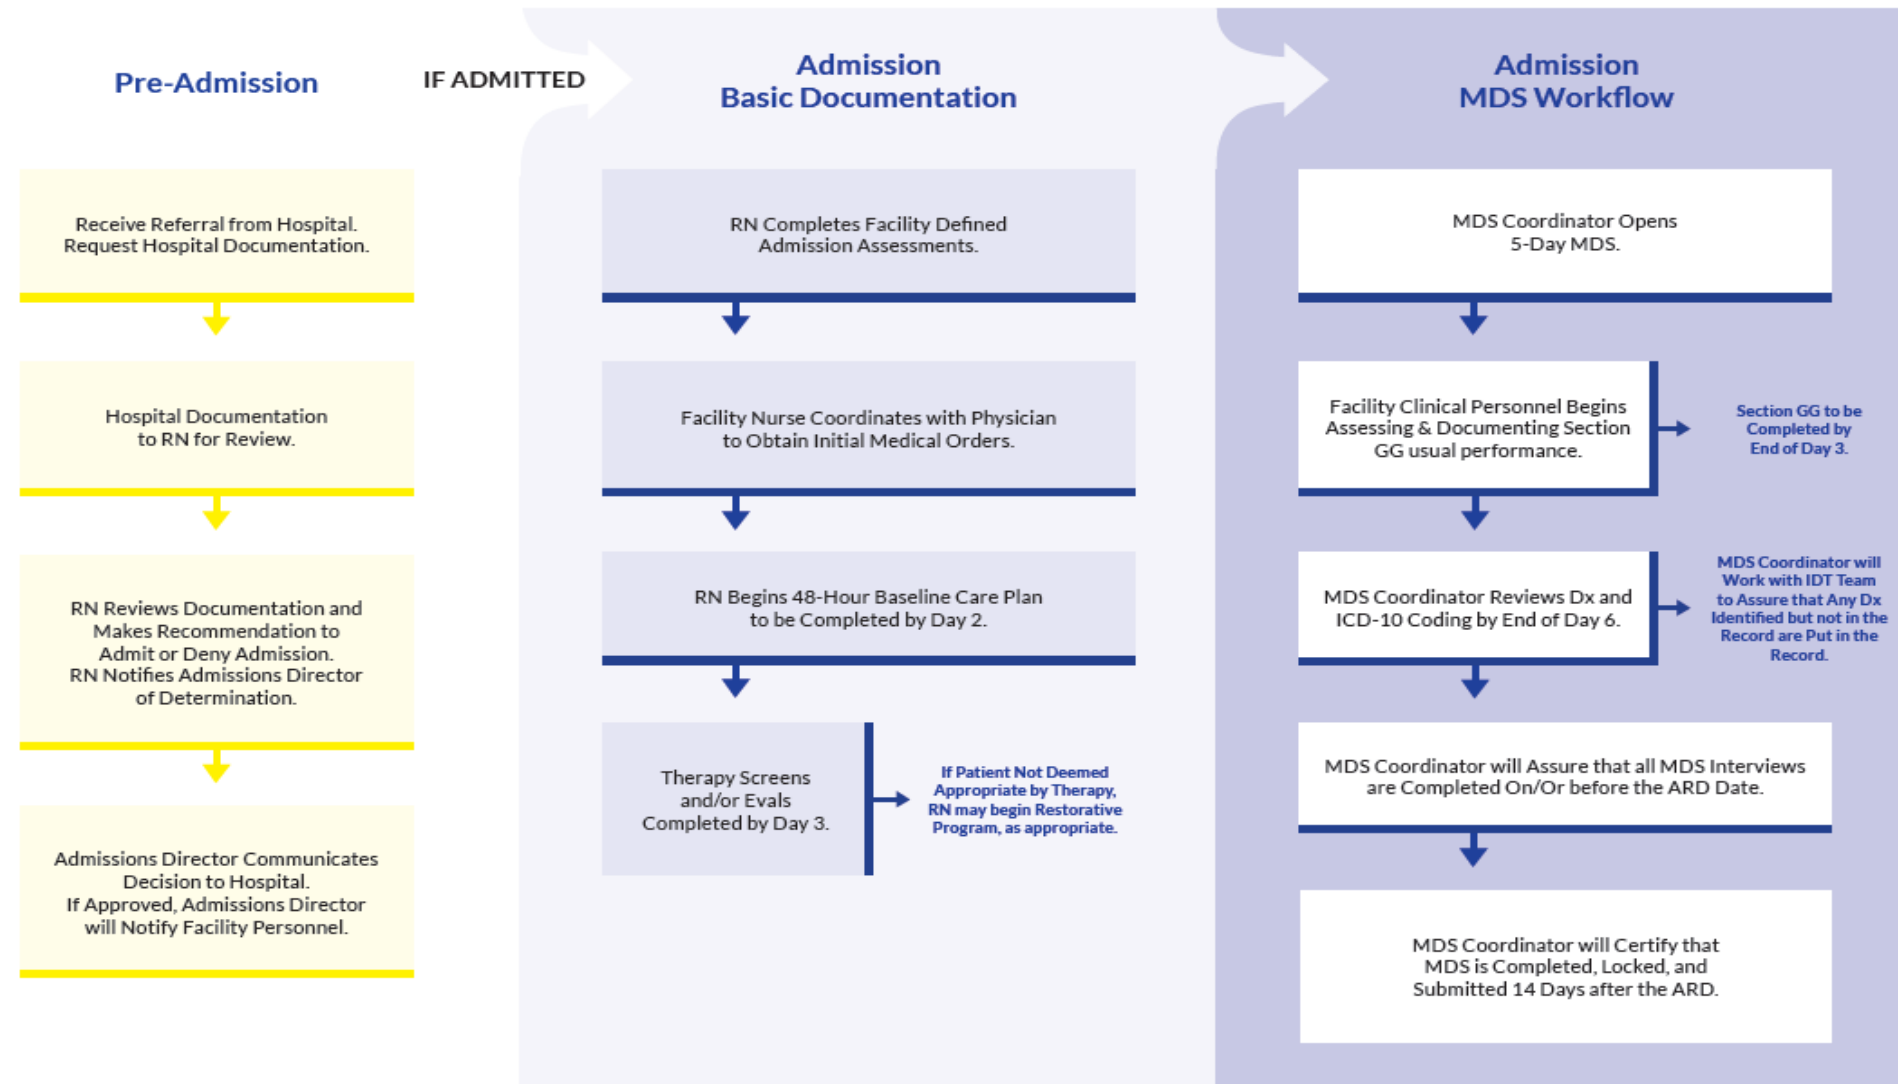 Pre-Admission
IF ADMITTED
Receive Referral from Hospital.
Request Hospital Documentation.
Hospital Documentation
to RN for Review.
RN Reviews Documentation and
Makes Recommendation to
Admit or Deny Admission.
RN Notifies Admissions Director
of Determination.
Admissions Director Communicates
Decision to Hospital.
If Approved, Admissions Director
will Notify Facility Personnel.
Admission
Basic Documentation
RN Completes Facility Defined
Admission Assessments.
Facility Nurse Coordinates with Physician
to Obtain Initial Medical Orders.
RN Begins 48-Hour Baseline Care Plan
to be Completed by Day 2.
Therapy Screens
and/or Evals
Completed by Day 3.
If Patient Not Deemed
Appropriate by Therapy,
RN may begin Restorative
Program, as appropriate.
Admission
MDS Workflow
MDS Coordinator Opens
5-Day MDS.
Facility Clinical Personnel Begins
Assessing & Documenting Section
GG usual performance.
Section GG to be
Completed by
End of Day 3.
MDS Coordinator Reviews Dx and
ICD-10 Coding by End of Day 6.
MDS Coordinator will
Work with IDT Team
to Assure that Any Dx
Identified but not in the
Record are Put in the
Record.
MDS Coordinator will Assure that all MDS Interviews
are Completed On/Or before the ARD Date.
MDS Coordinator will Certify that
MDS is Completed, Locked, and
Submitted 14 Days after the ARD.